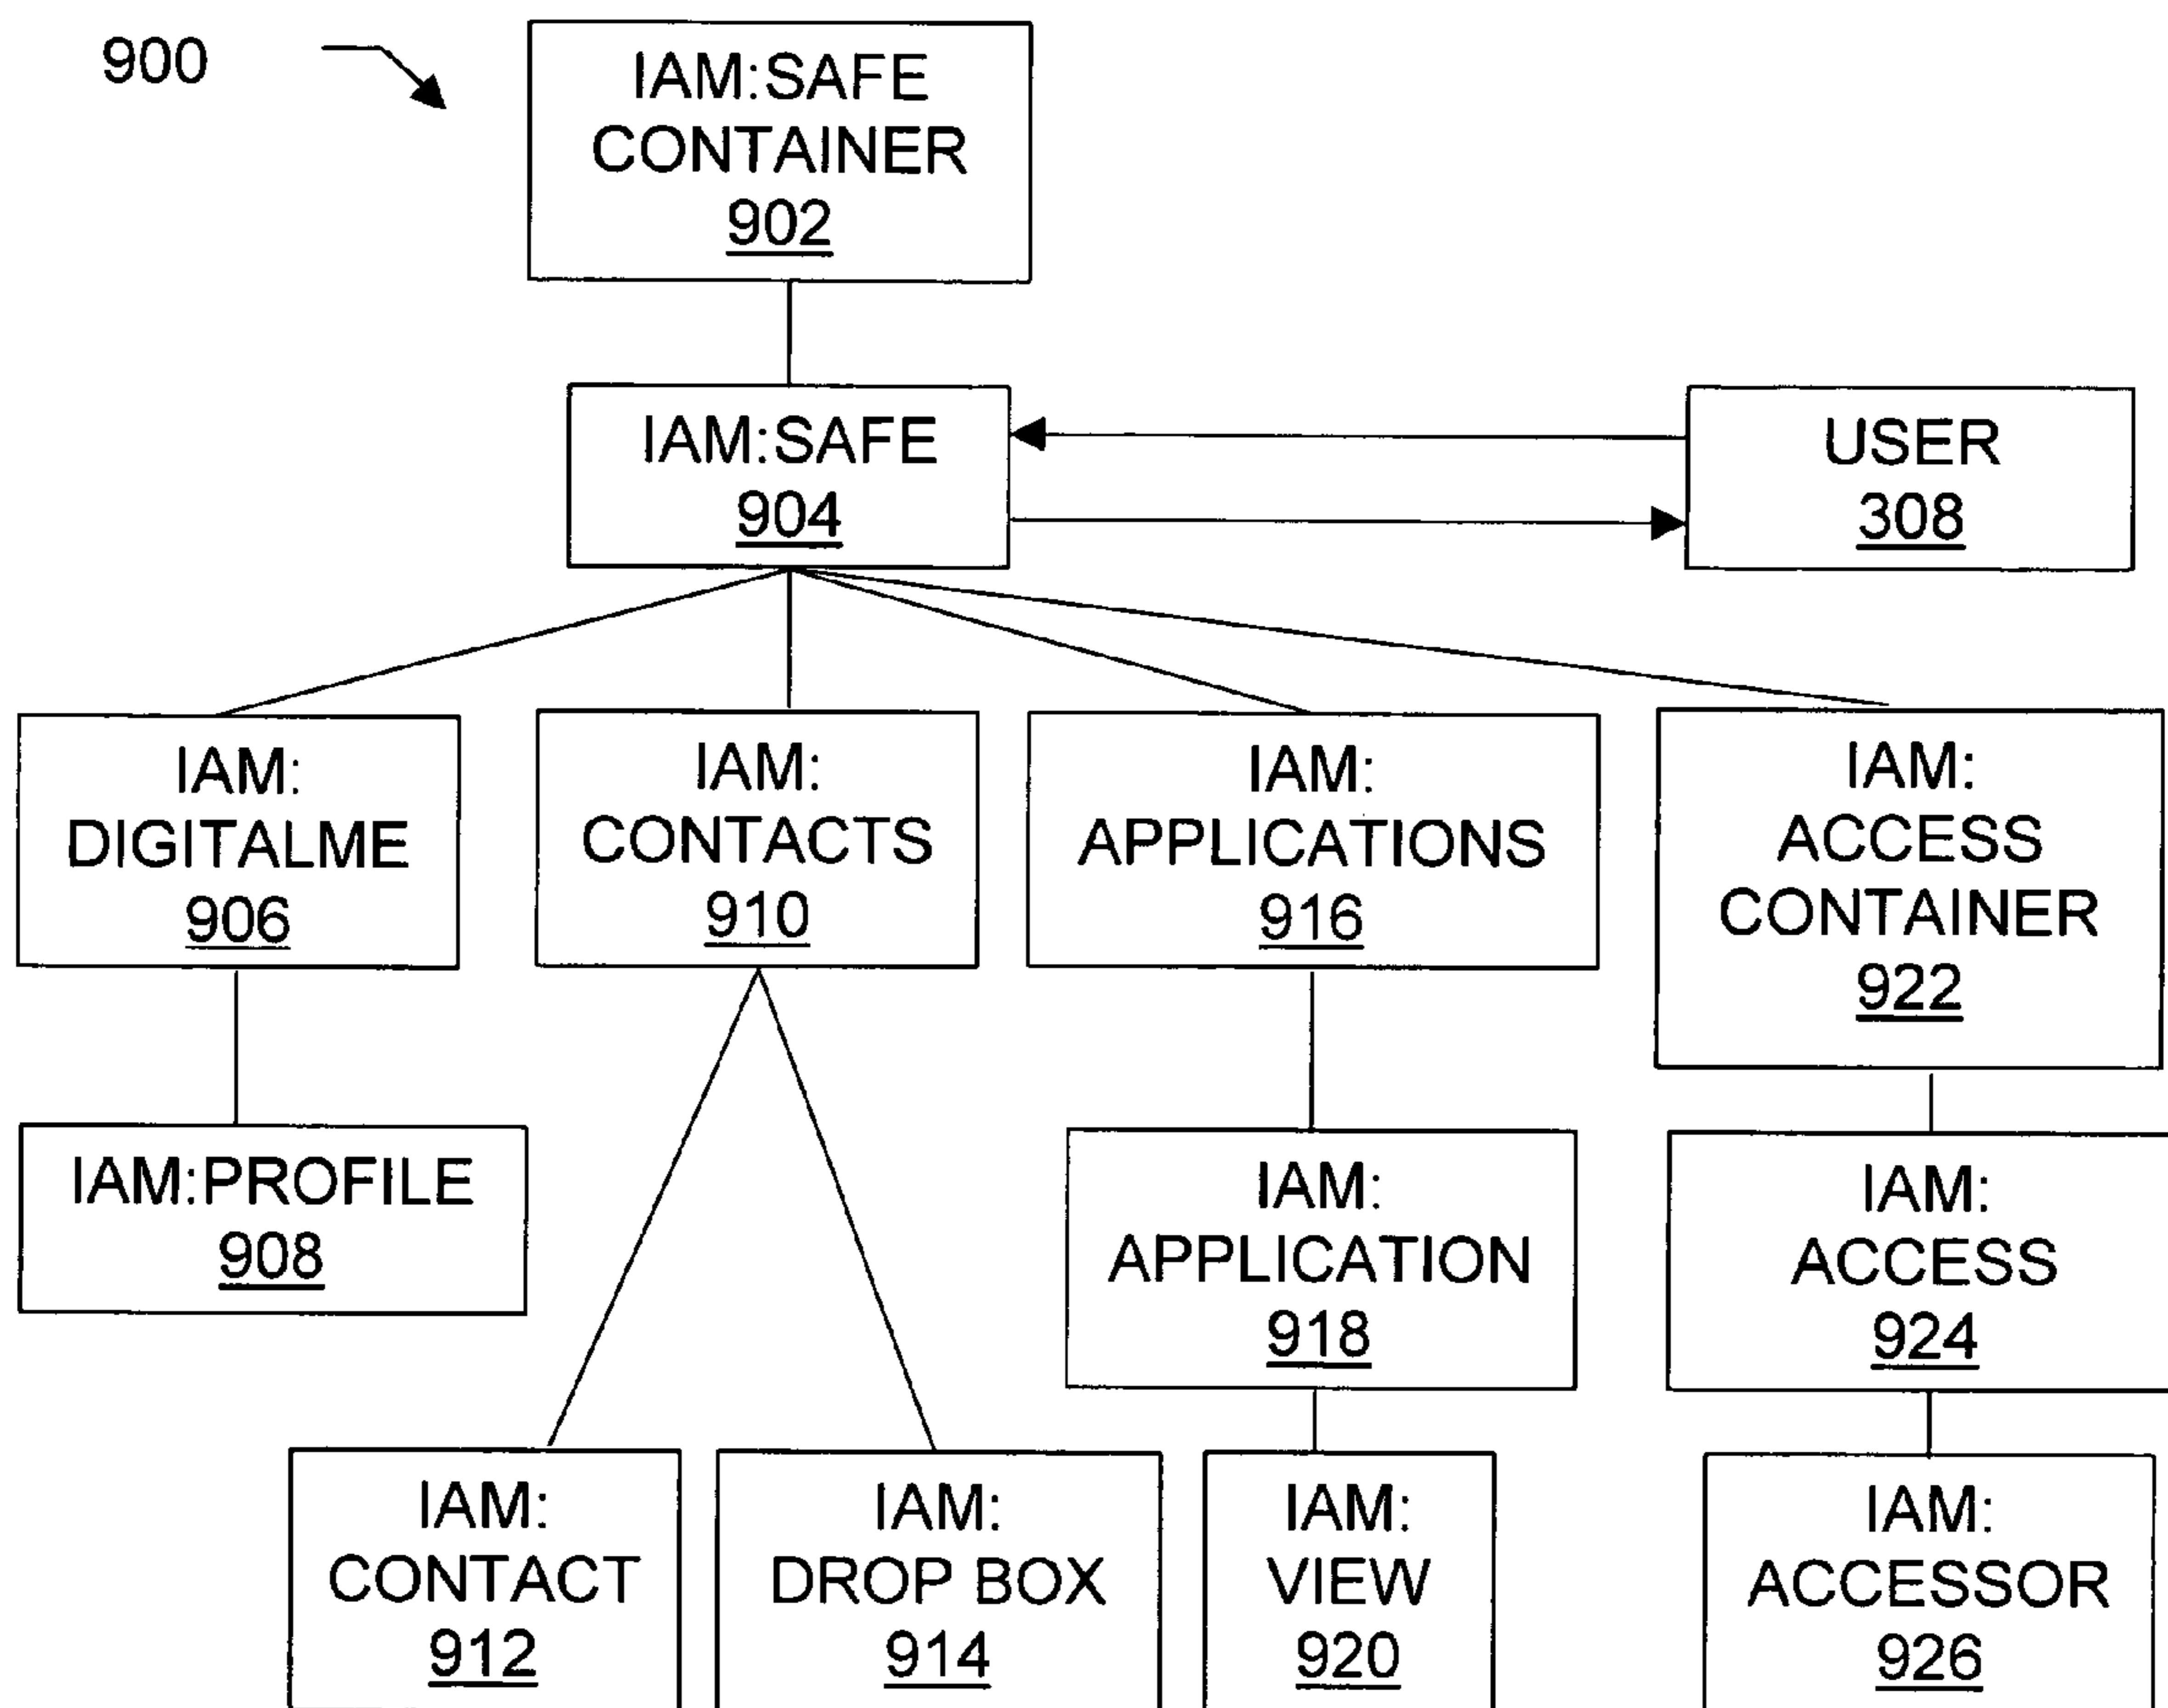 900
IAM:SAFE
CONTAINER
902
IAM:SAFE
904
USER
308
IAM:
DIGITALME
906
IAM:
CONTACTS
910
IAM:
APPLICATIONS
916
IAM:
ACCESS
CONTAINER
922
IAM:PROFILE
908
IAM:
APPLICATION
918
IAM:
ACCESS
924
IAM:
CONTACT
912
IAM:
DROP BOX
914
IAM:
VIEW
920
IAM:
ACCESSOR
926